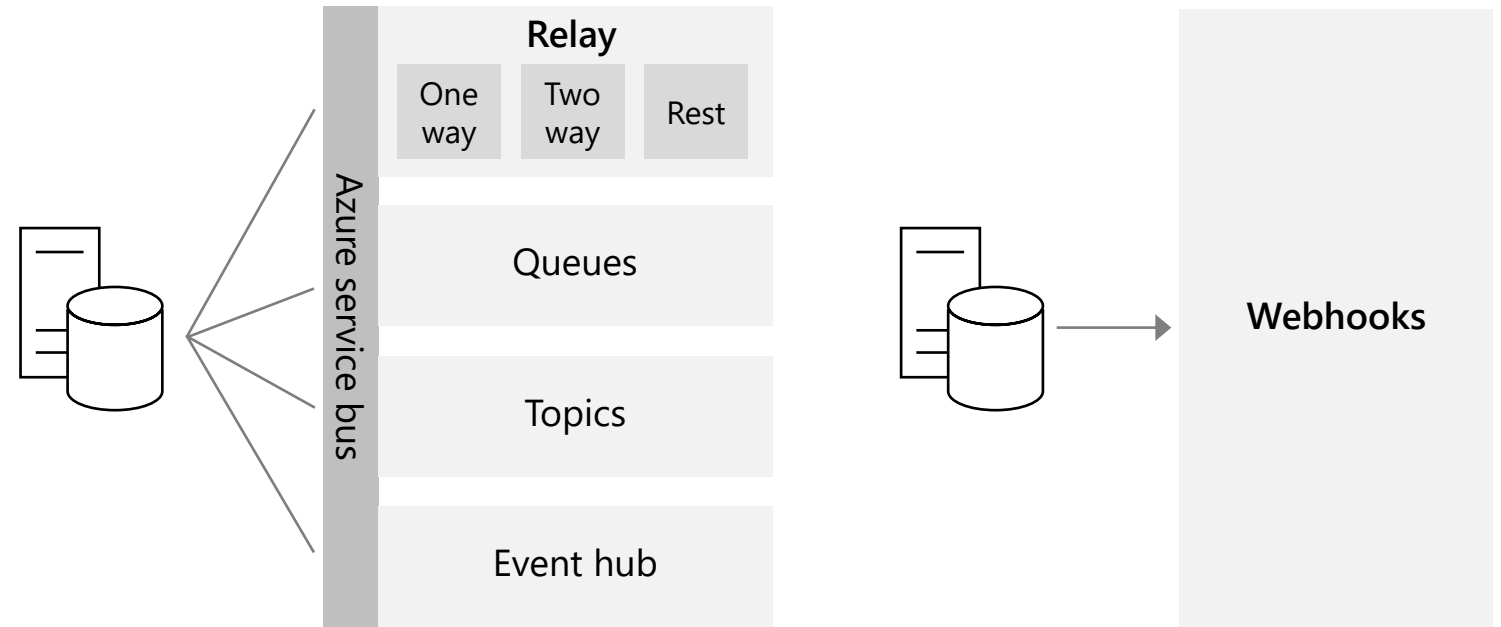 Relay
One
way
Two
way
Rest
Azure service bus
Queues
Topics
Event hub
Webhooks